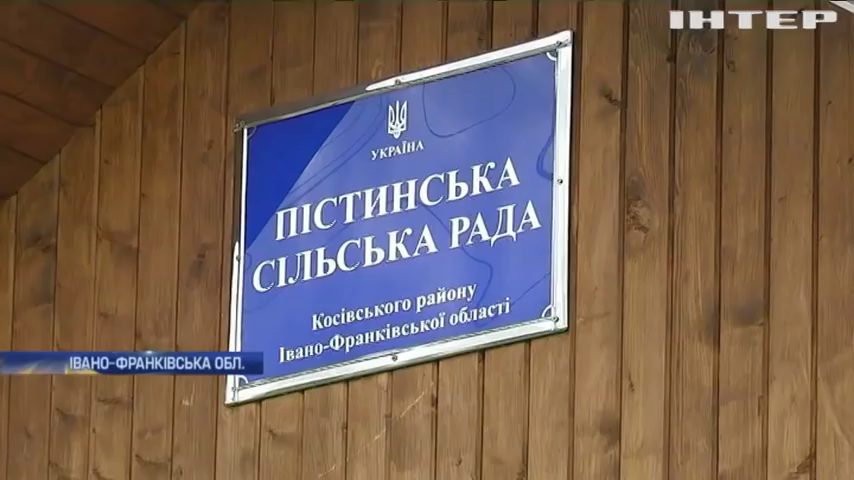 ІНТЕР
УКРАЇНА
ПІСТИНСЬКА
СІЛЬСЬКА РАДА
Косівського району
Івано-Франківської області
ІВАНО-ФРАНКІВСЬКА ОБЛ.